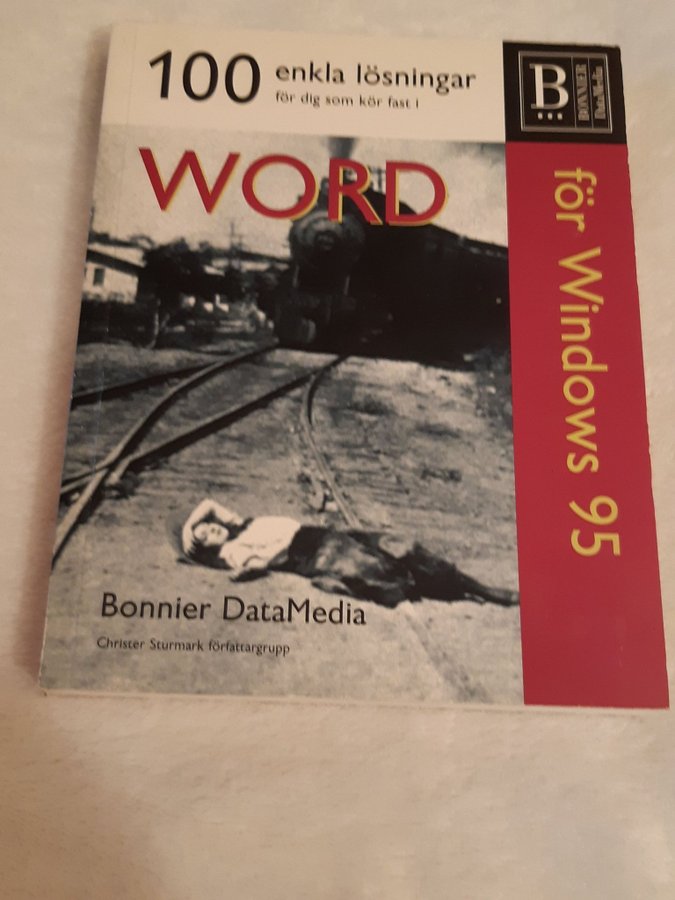 100 enkla lösningar
för dig som kör fast i
WORD
för Windows 95
B
BONNIER
DataMedia
Bonnier DataMedia
Christer Sturmark författargrupp